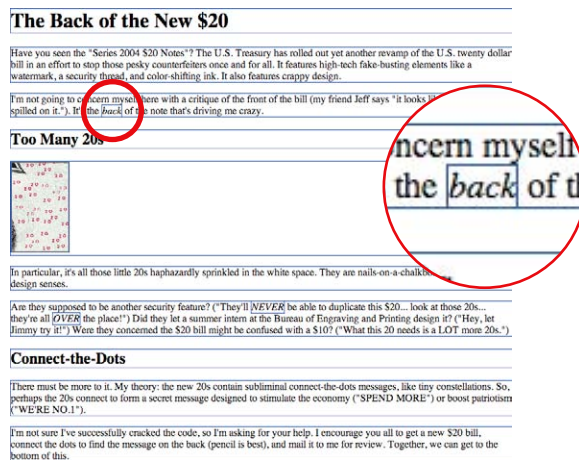 The Back of the New $20
Have you seen the "Series 2004 $20 Notes"? The U.S. Treasury has rolled out yet another revamp of the U.S. twenty dollar
bill in an effort to stop those pesky counterfeiters once and for all. It features high-tech fake-busting elements like a
watermark, a security thread, and color-shifting ink. It also features crappy design.
I'm not going to concern myself here with a critique of the front of the bill (my friend Jeff says "it looks
spilled on it."). It's the back of the note that's driving me crazy.
ncern myself
the back of th
Too Many 20s
In particular, it's all those little 20s haphazardly sprinkled in the white space. They are
design senses.
Are they supposed to be another security feature? ("They'll NEVER be able to duplicate this $20... look at those 20s...
they're all OVER the place!") Did they let a summer intern at the Bureau of Engraving and Printing design it? ("Hey, let
Jimmy try it!") Were they concerned the $20 bill might be confused with a $10? ("What this 20 needs is a LOT more 20s.")
Connect-the-Dots
There must be more to it. My theory: the new 20s contain subliminal connect-the-dots messages, like tiny constellations. So,
perhaps the 20s connect to form a secret message designed to stimulate the economy ("SPEND MORE") or boost patriotism
("WE'RE NO.1").
I'm not sure I've successfully cracked the code, so I'm asking for your help. I encourage you all to get a new $20 bill,
connect the dots to find the message on the back (pencil is best), and mail it to me for review. Together, we can get to the
bottom of this.